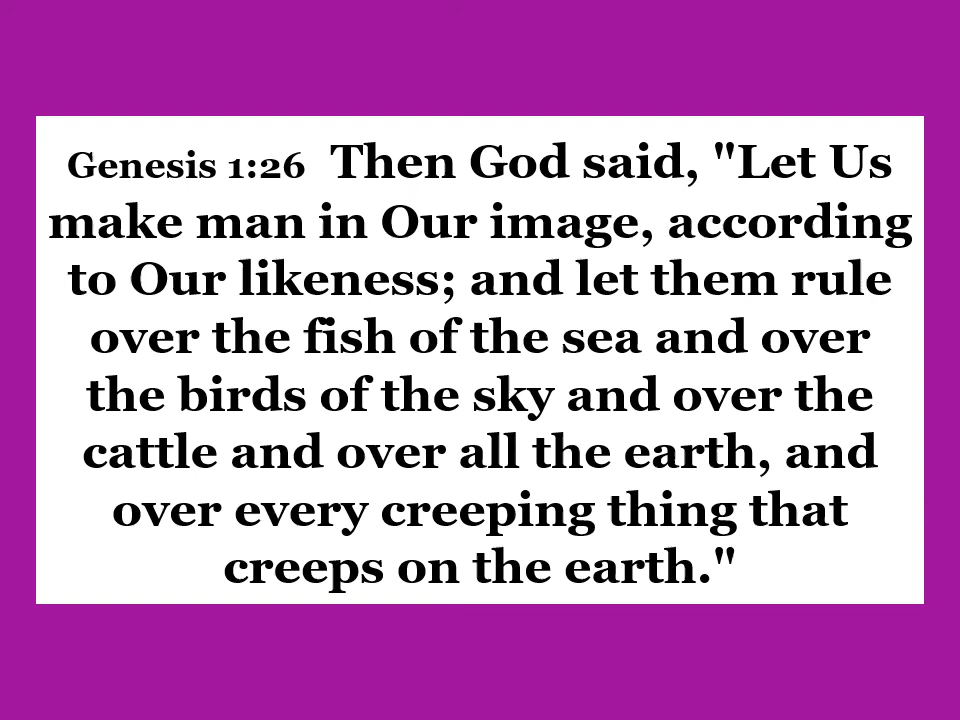 Genesis 1:26  Then God said, "Let Us
make man in Our image, according
to Our likeness; and let them rule
over the fish of the sea and over
the birds of the sky and over the
cattle and over all the earth, and
over every creeping thing that
creeps on the earth."